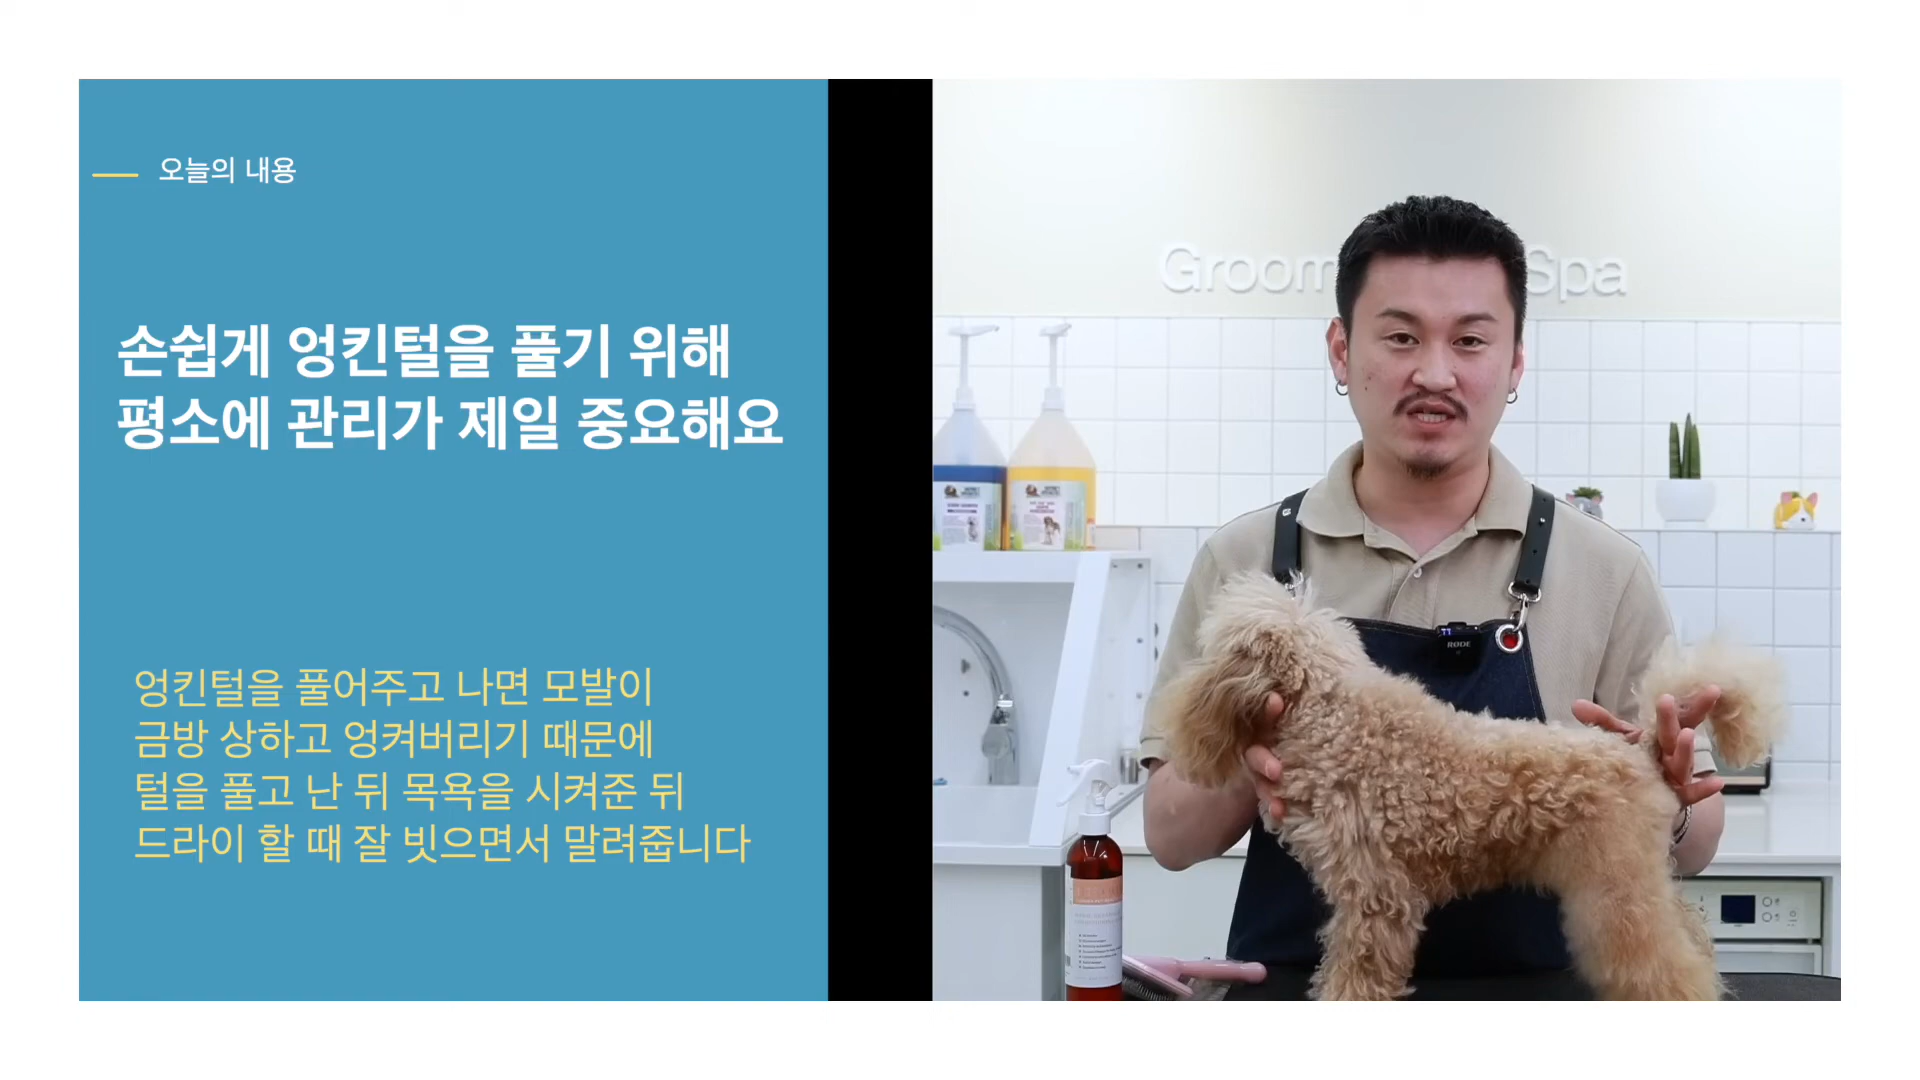 오늘의 내용
손쉽게 엉킨털을 풀기 위해
평소에 관리가 제일 중요해요
엉킨털을 풀어주고 나면 모발이
금방 상하고 엉켜버리기 때문에
털을 풀고 난 뒤 목욕을 시켜준 뒤
드라이 할 때 잘 빗으면서 말려줍니다
Groom Spa
RØDE